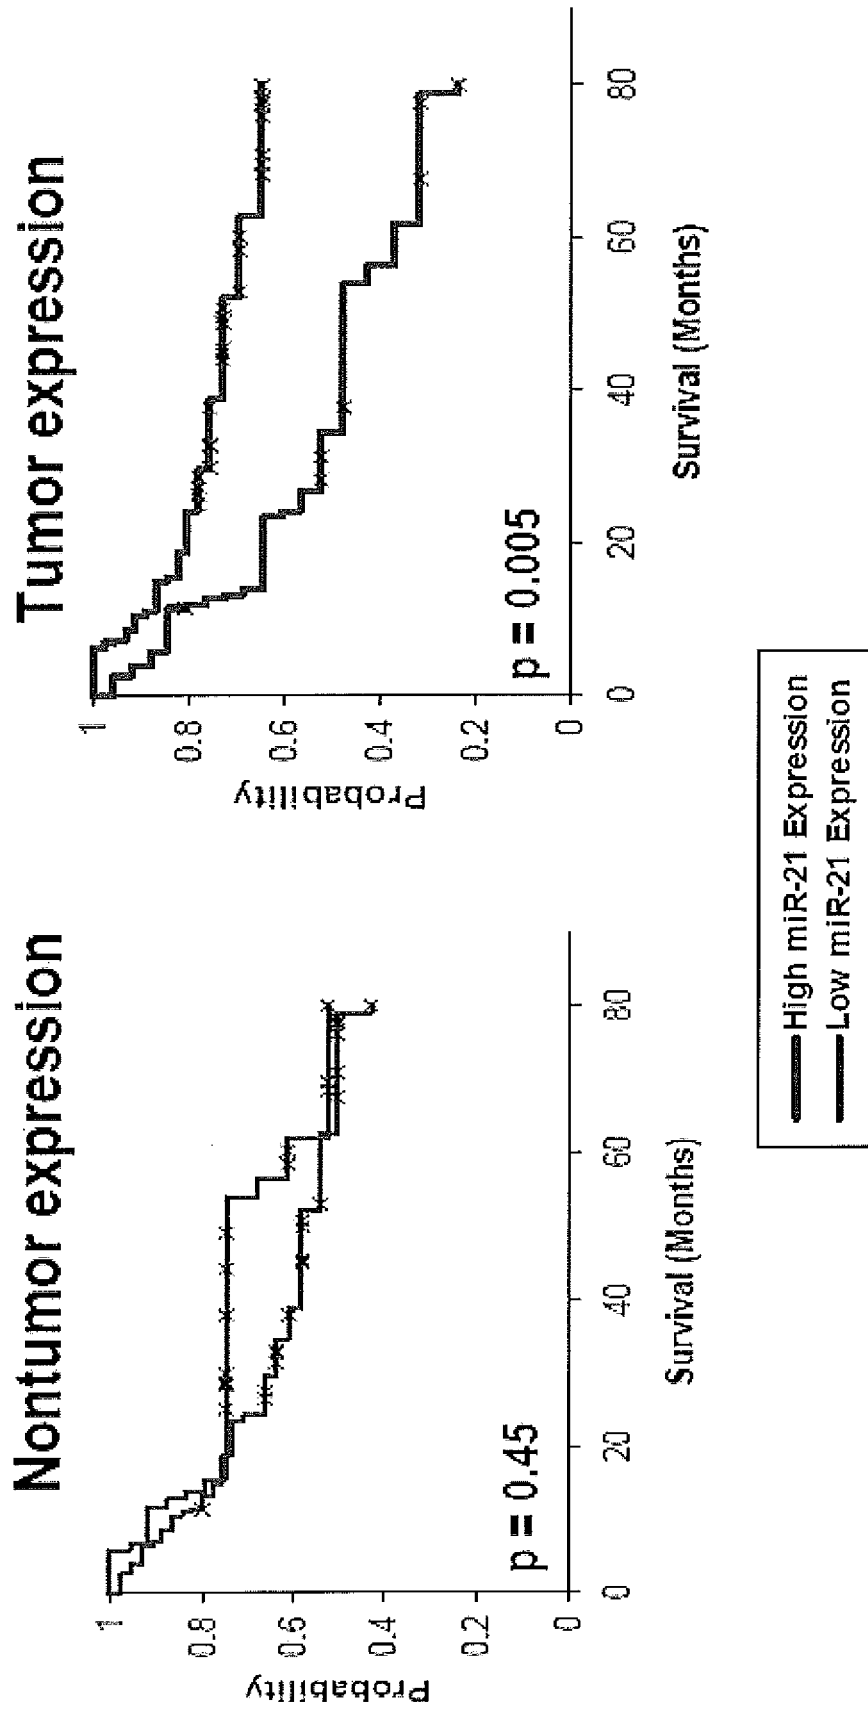 Nontumor expression
Probability
1
0.8
0.6
0.4
0.2
0
p = 0.45
0
20
40
60
80
Survival (Months)
Tumor expression
Probability
1
0.8
0.6
0.4
0.2
0
p = 0.005
0
20
40
60
80
Survival (Months)
High miR-21 Expression
Low miR-21 Expression